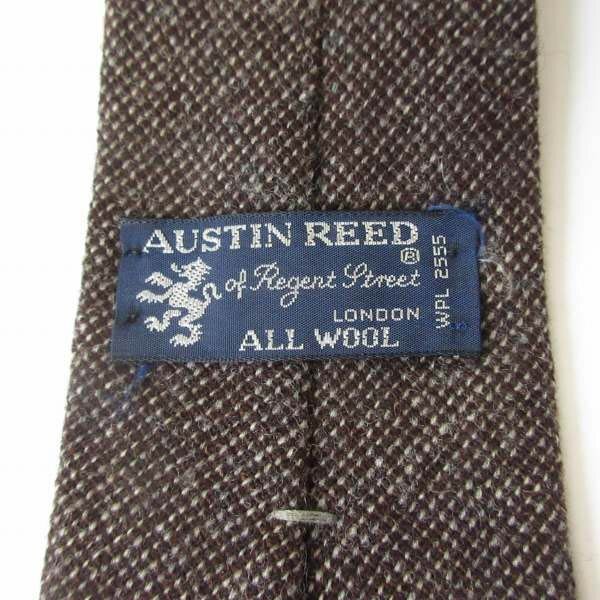 AUSTIN REED
®
of Regent Street
LONDON
ALL WOOL
WPL 2555